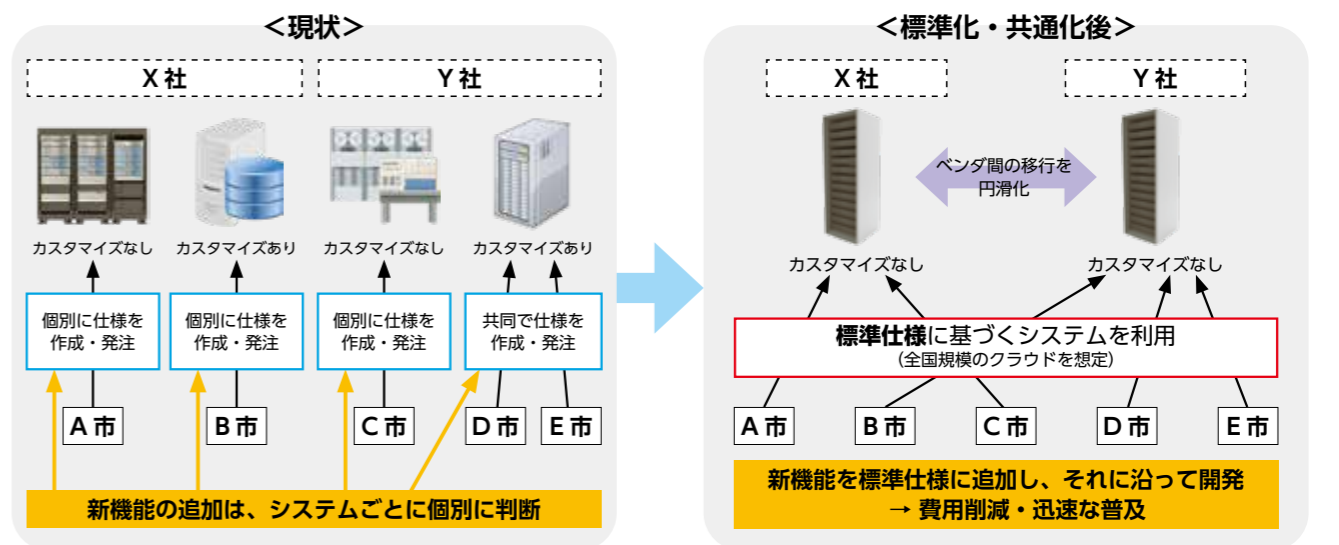 <現状>
X 社
Y 社
カスタマイズなし
カスタマイズあり
カスタマイズなし
カスタマイズあり
個別に仕様を
作成・発注
個別に仕様を
作成・発注
個別に仕様を
作成・発注
共同で仕様を
作成・発注
A 市
B 市
C 市
D 市
E 市
新機能の追加は、システムごとに個別に判断
<標準化・共通化後>
X 社
Y 社
ベンダ間の移行を
円滑化
カスタマイズなし
カスタマイズなし
標準仕様に基づくシステムを利用
(全国規模のクラウドを想定)
A 市
B 市
C 市
D 市
E 市
新機能を標準仕様に追加し、それに沿って開発
→ 費用削減・迅速な普及